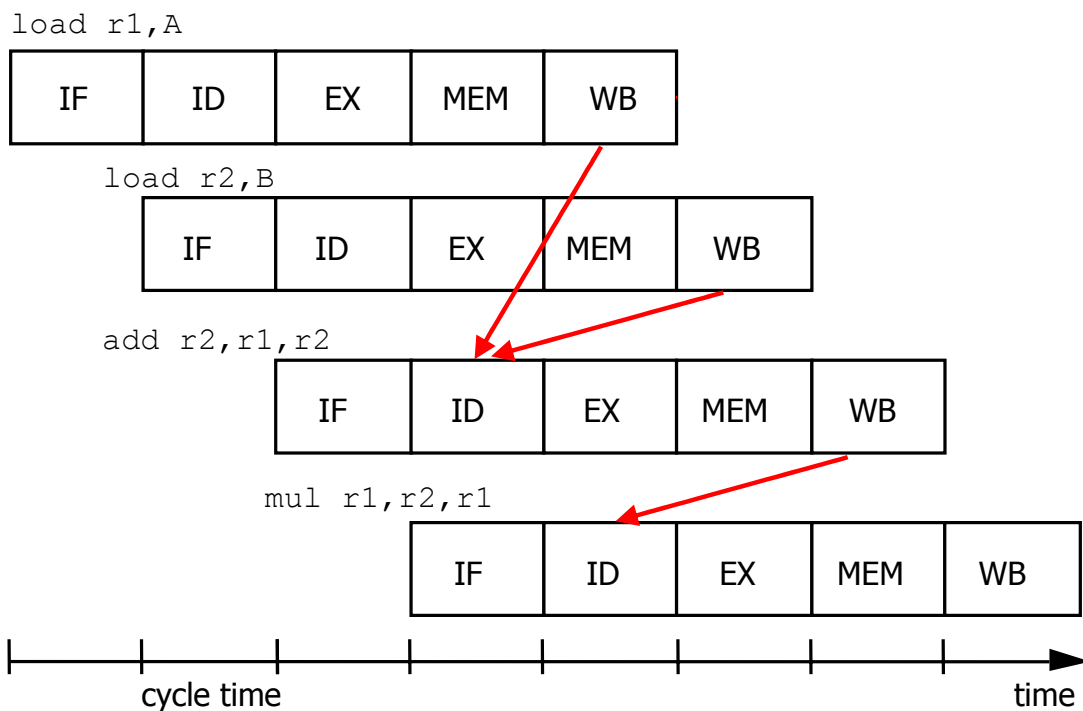 load r1,A
IF ID EX MEM WB
load r2,B
IF ID EX MEM WB
add r2,r1,r2
IF ID EX MEM WB
mul r1,r2,r1
IF ID EX MEM WB
cycle time time